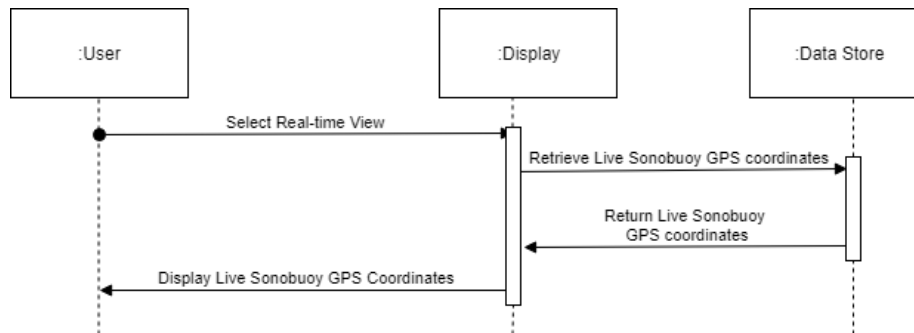 :User
:Display
:Data Store
Select Real-time View
Retrieve Live Sonobuoy GPS coordinates
Return Live Sonobuoy
GPS coordinates
Display Live Sonobuoy GPS Coordinates